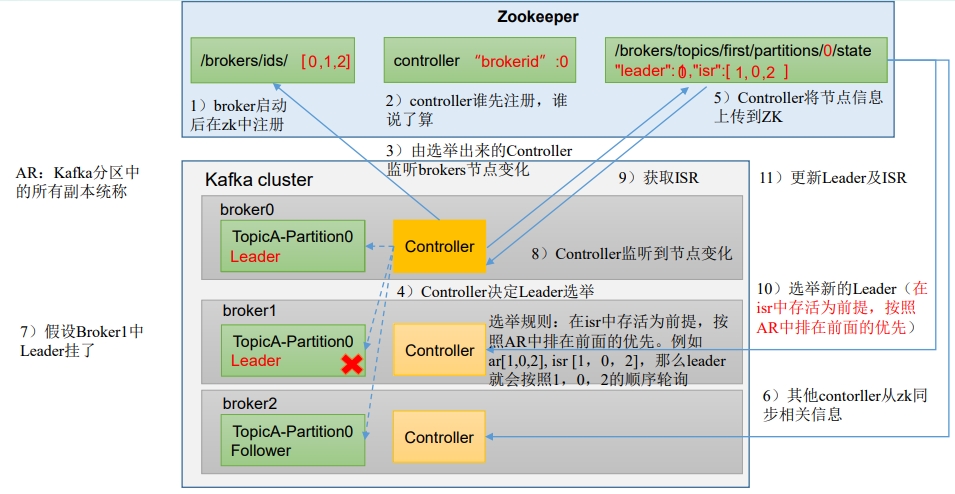 Zookeeper
/brokers/ids/ [0,1,2]
controller “brokerid”:0
/brokers/topics/first/partitions/0/state
"leader": ,"isr":[ 1,0,2 ]
1）broker启动
后在zk中注册
2）controller谁先注册，谁
说了算
5）Controller将节点信息
上传到ZK
3）由选举出来的Controller
监听brokers节点变化
AR：Kafka分区中
的所有副本统称
9）获取ISR
11）更新Leader及ISR
Kafka cluster
broker0
TopicA-Partition0
Leader
Controller
8）Controller监听到节点变化
4）Controller决定Leader选举
10）选举新的Leader（在
isr中存活为前提，按照
AR中排在前面的优先）
7）假设Broker1中
Leader挂了
broker1
TopicA-Partition0
Leader
Controller
选举规则：在isr中存活为前提，按
照AR中排在前面的优先。例如
ar[1,0,2], isr [1，0，2]，那么leader
就会按照1，0，2的顺序轮询
6）其他contorller从zk同
步相关信息
broker2
TopicA-Partition0
Follower
Controller